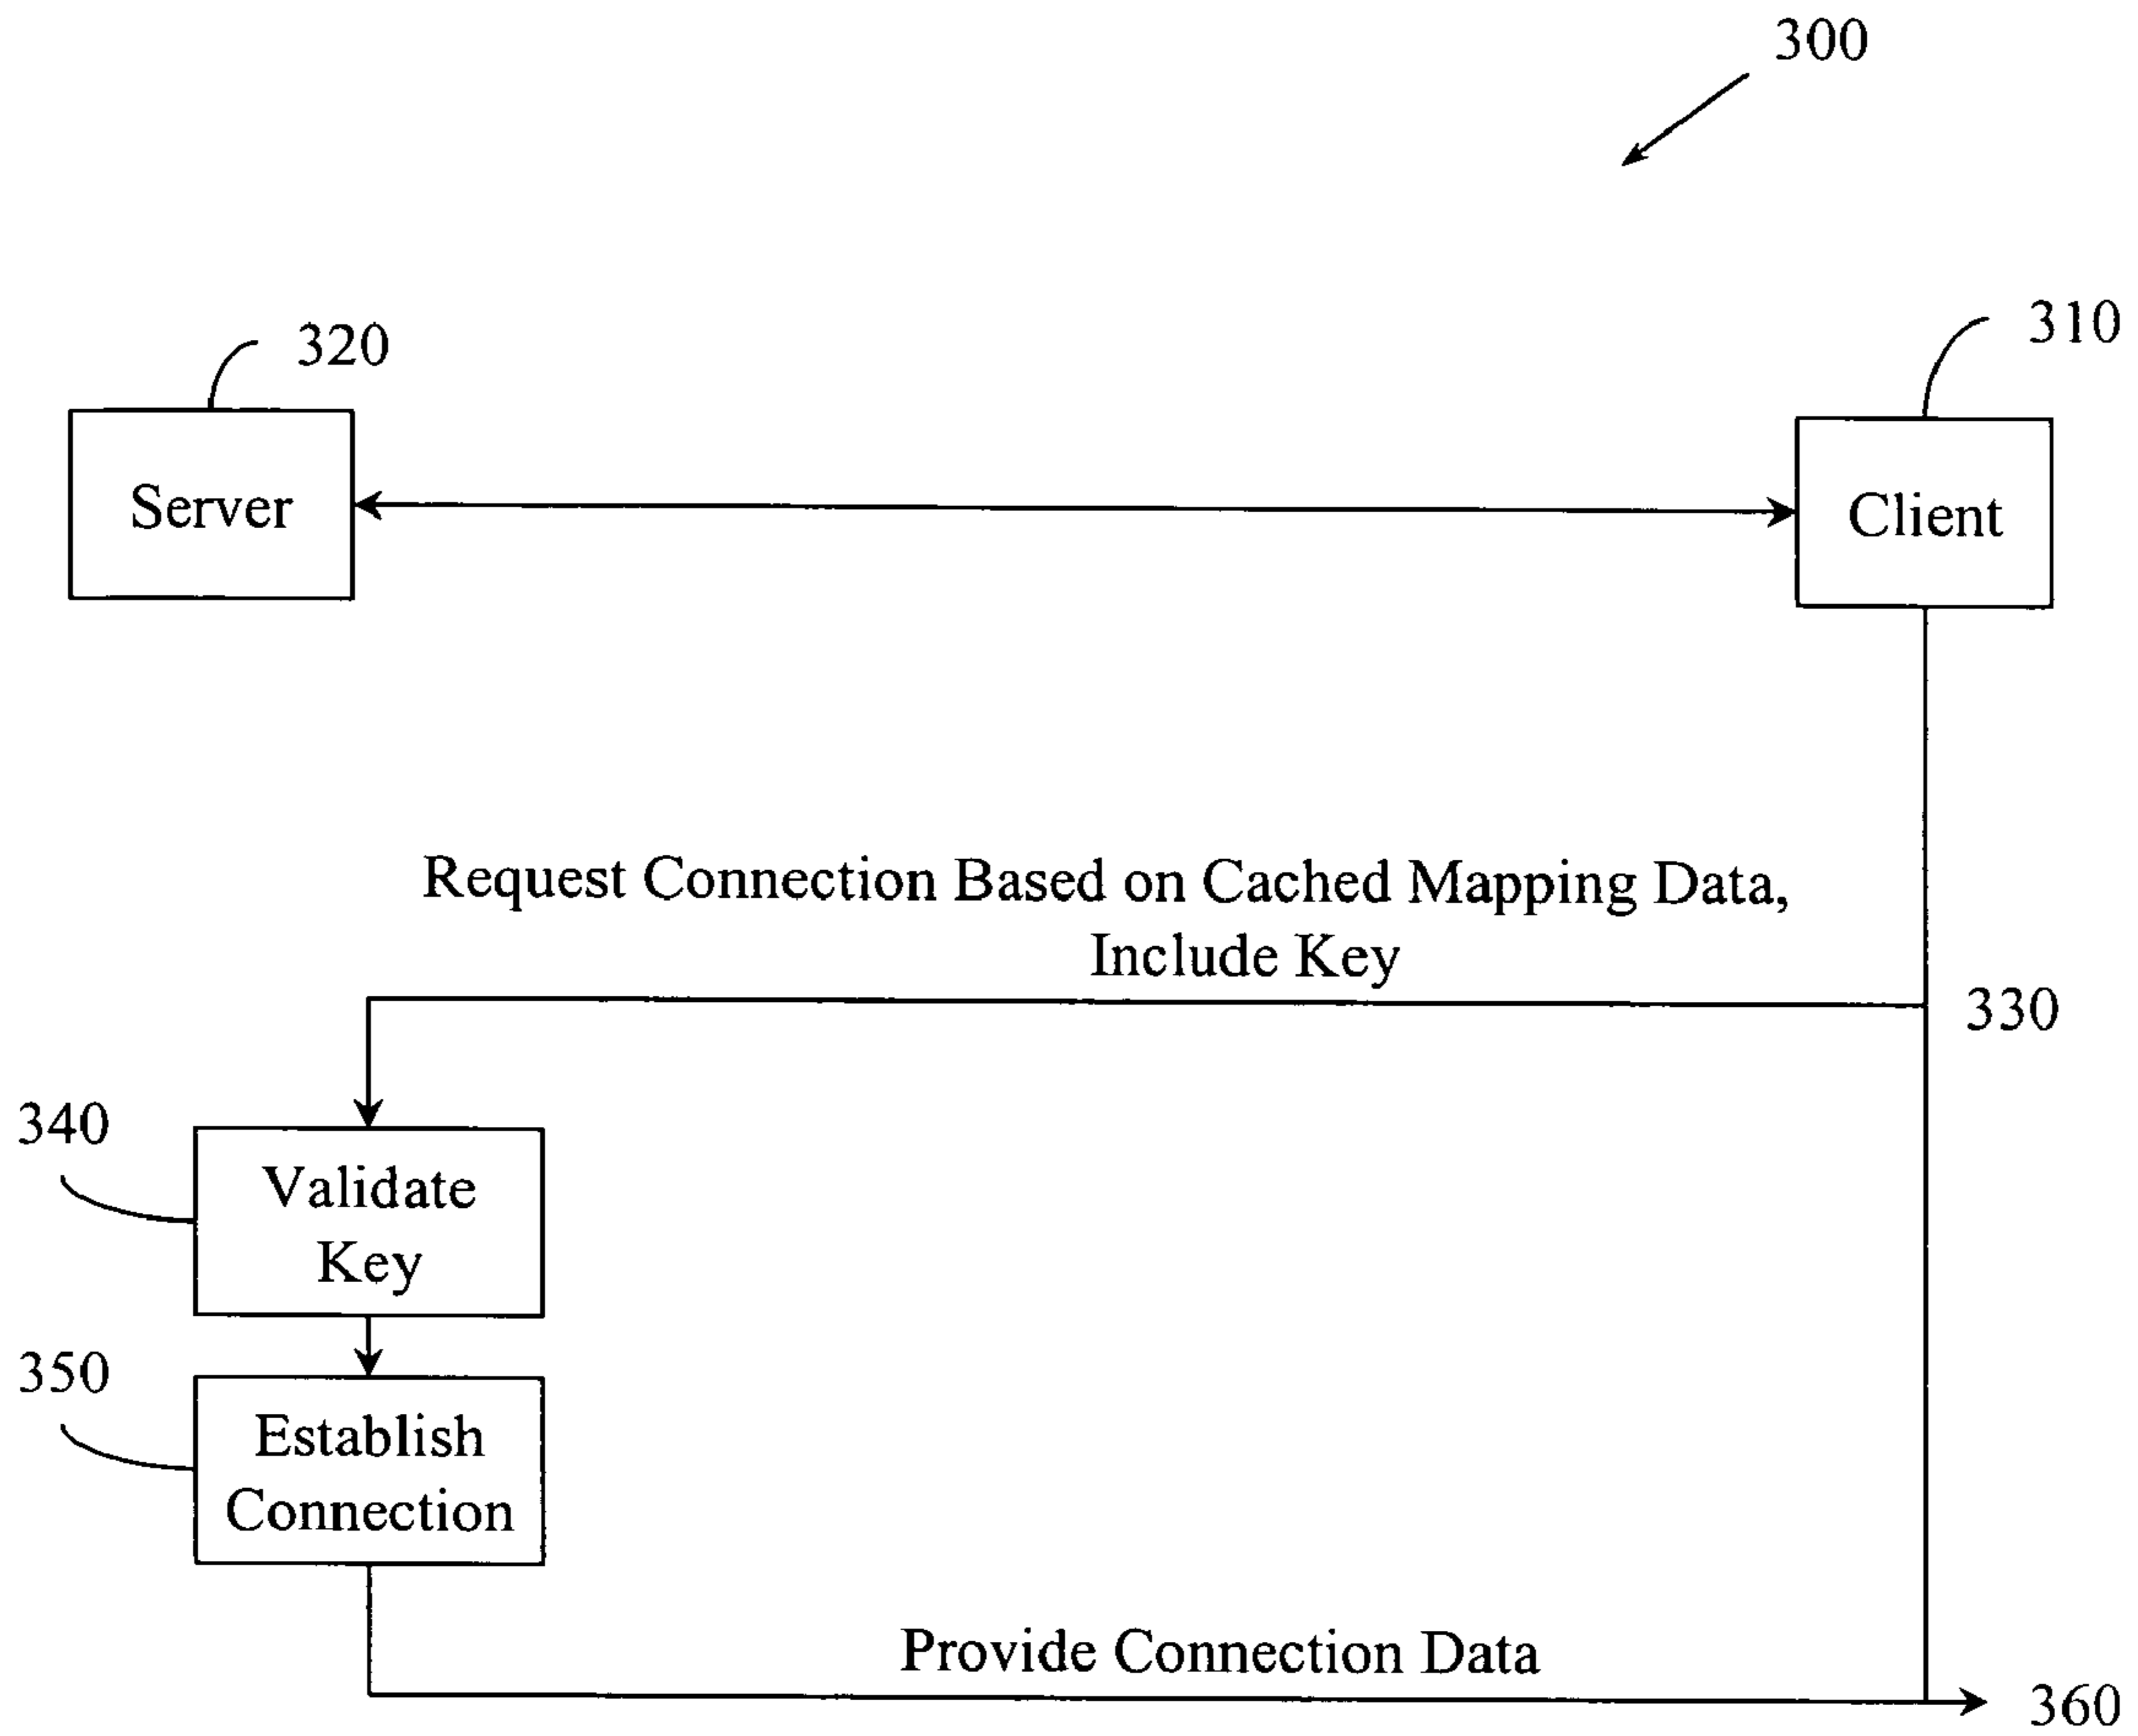 300
320
310
Server
Client
Request Connection Based on Cached Mapping Data,
Include Key
330
340
Validate
Key
350
Establish
Connection
Provide Connection Data
360